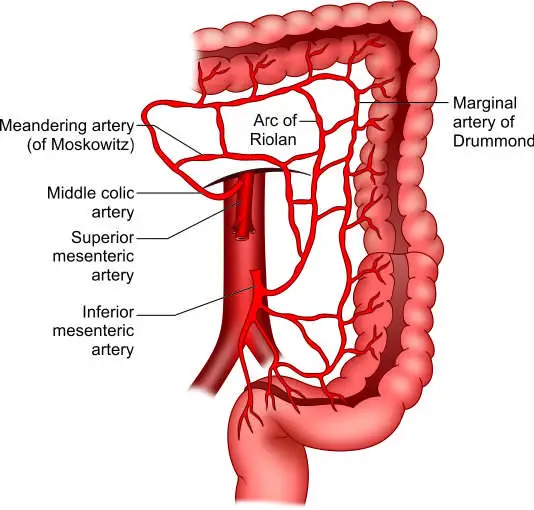 Meandering artery
(of Moskowitz)
Arc of
Riolan
Marginal
artery of
Drummond
Middle colic
artery
Superior
mesenteric
artery
Inferior
mesenteric
artery